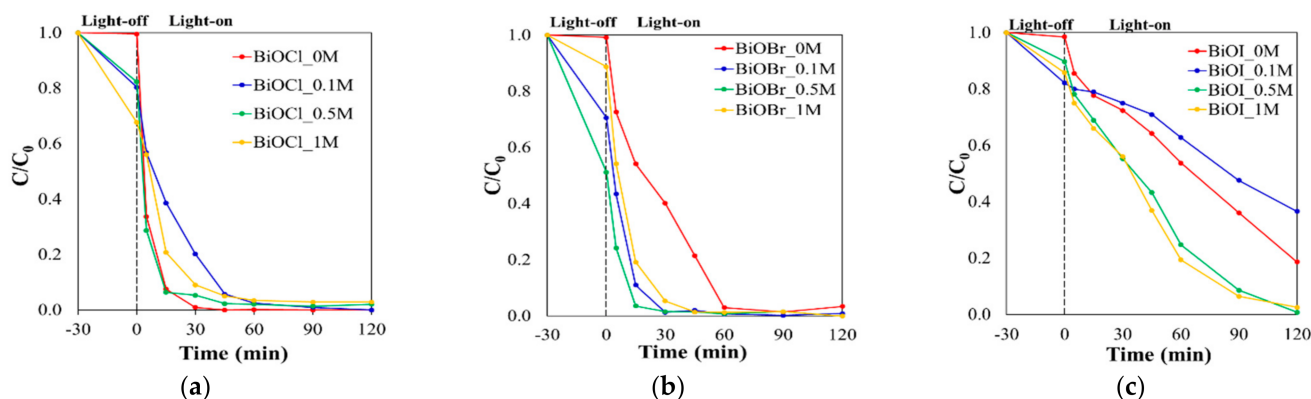 Light-off Light-on
1.0
0.8
0.6
0.4
0.2
0.0
C/C0
BiOCl_0M
BiOCl_0.1M
BiOCl_0.5M
BiOCl_1M
-30 0 30 60 90 120
Time (min)
(a)
Light-off Light-on
1.0
0.8
0.6
0.4
0.2
0.0
C/C0
BiOBr_0M
BiOBr_0.1M
BiOBr_0.5M
BiOBr_1M
-30 0 30 60 90 120
Time (min)
(b)
Light-off Light-on
1.0
0.8
0.6
0.4
0.2
0.0
C/C0
BiOI_0M
BiOI_0.1M
BiOI_0.5M
BiOI_1M
-30 0 30 60 90 120
Time (min)
(c)